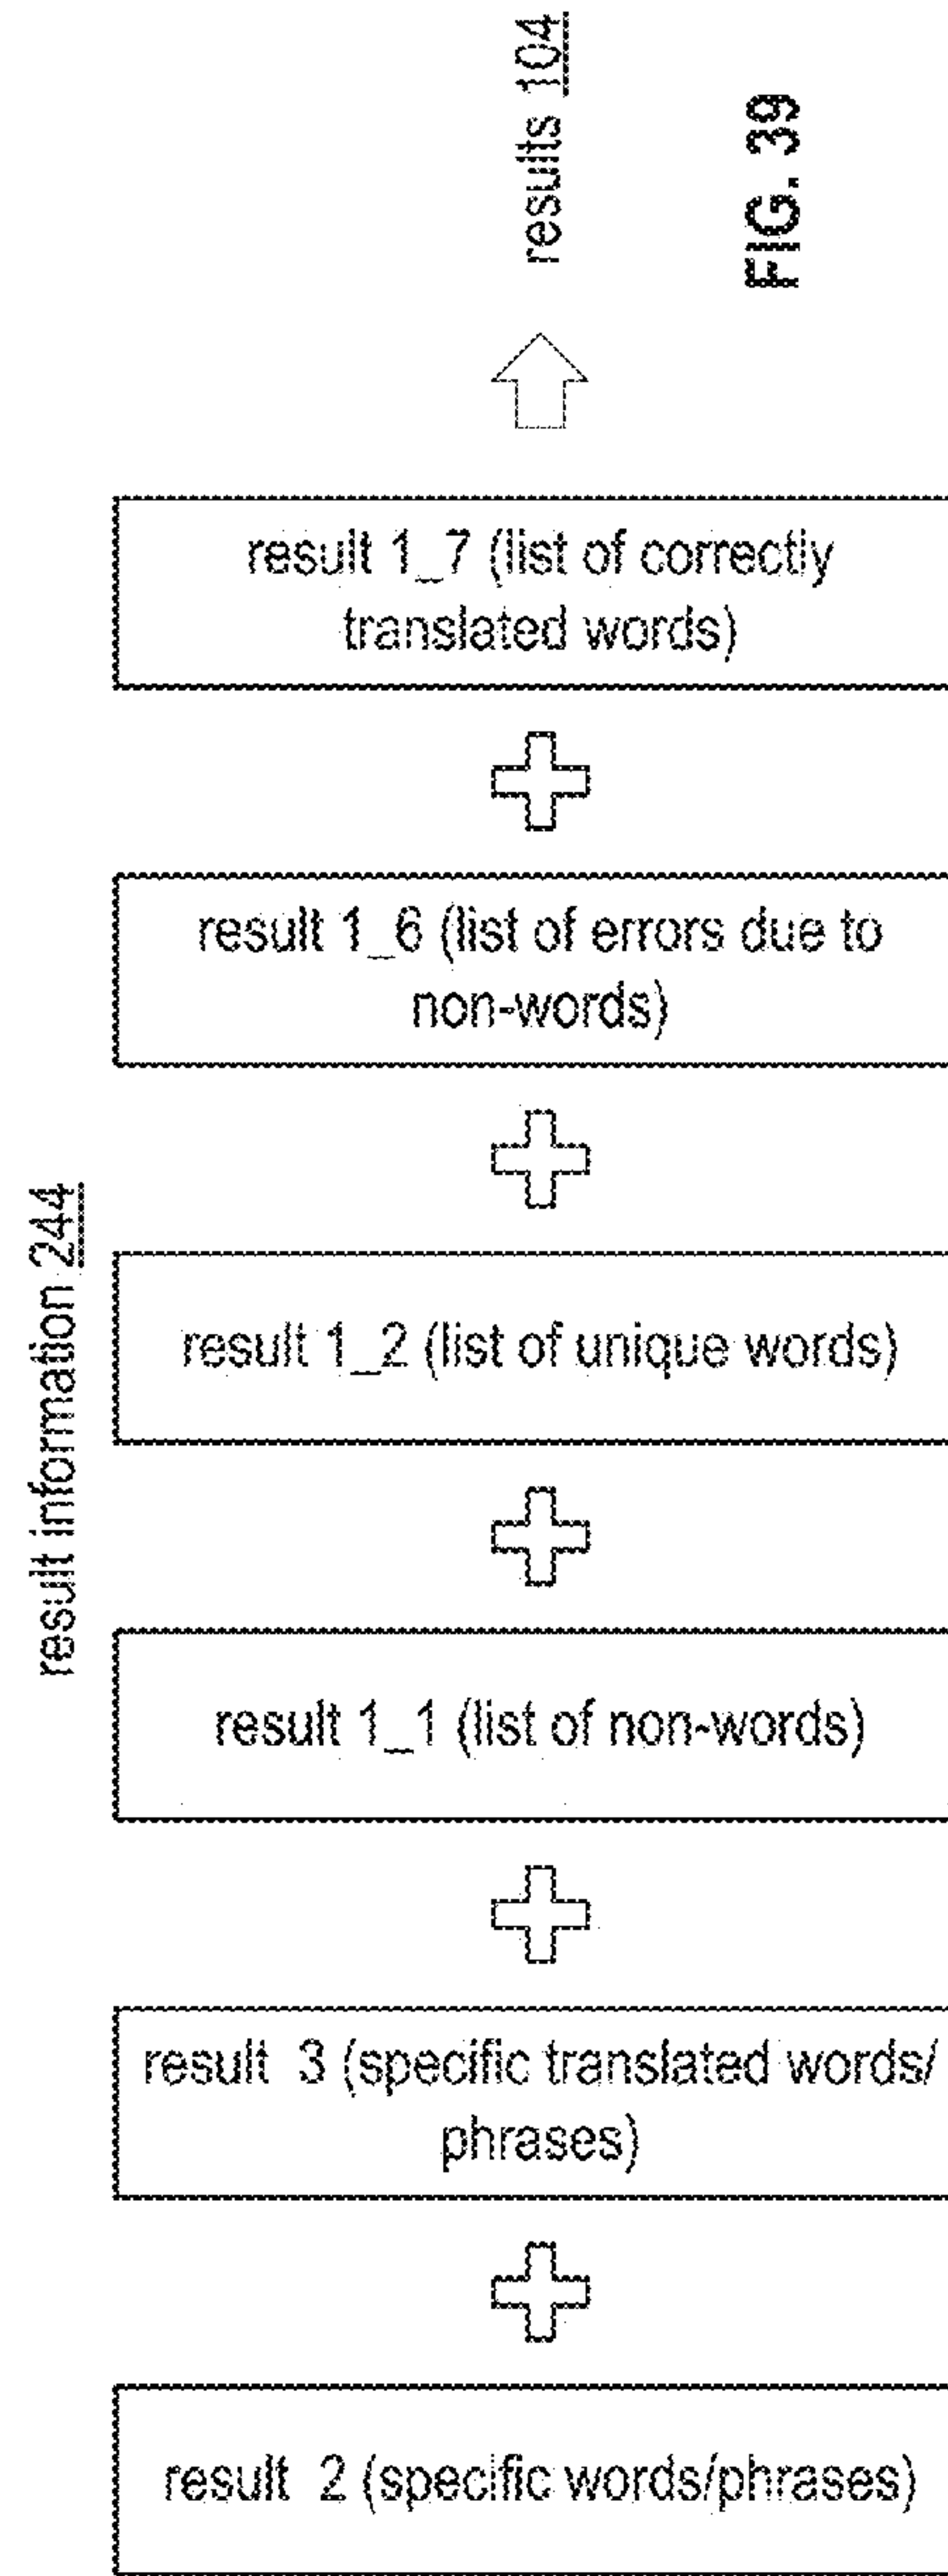 results 104
FIG. 39
result 1_7 (list of correctly
translated words)
result 1_6 (list of errors due to
non-words)
result information 244
result 1_2 (list of unique words)
result 1_1 (list of non-words)
result 3 (specific translated words/
phrases)
result 2 (specific words/phrases)